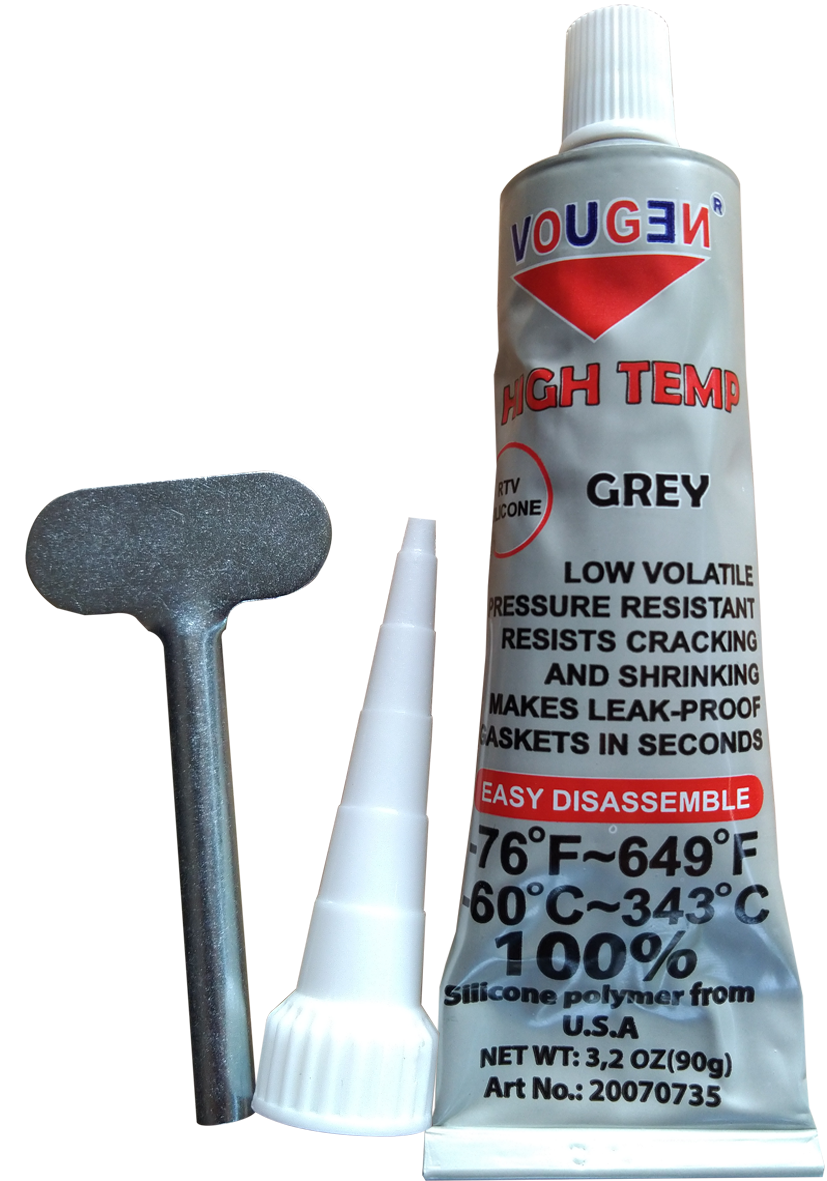 VOUGEN®
HIGH TEMP
RTV
SILICONE
GREY
LOW VOLATILE
PRESSURE RESISTANT
RESISTS CRACKING
AND SHRINKING
MAKES LEAK-PROOF
GASKETS IN SECONDS
EASY DISASSEMBLE
-76°F~649°F
-60°C~343°C
100%
Silicone polymer from
U.S.A
NET WT: 3,2 OZ(90g)
Art No.: 20070735